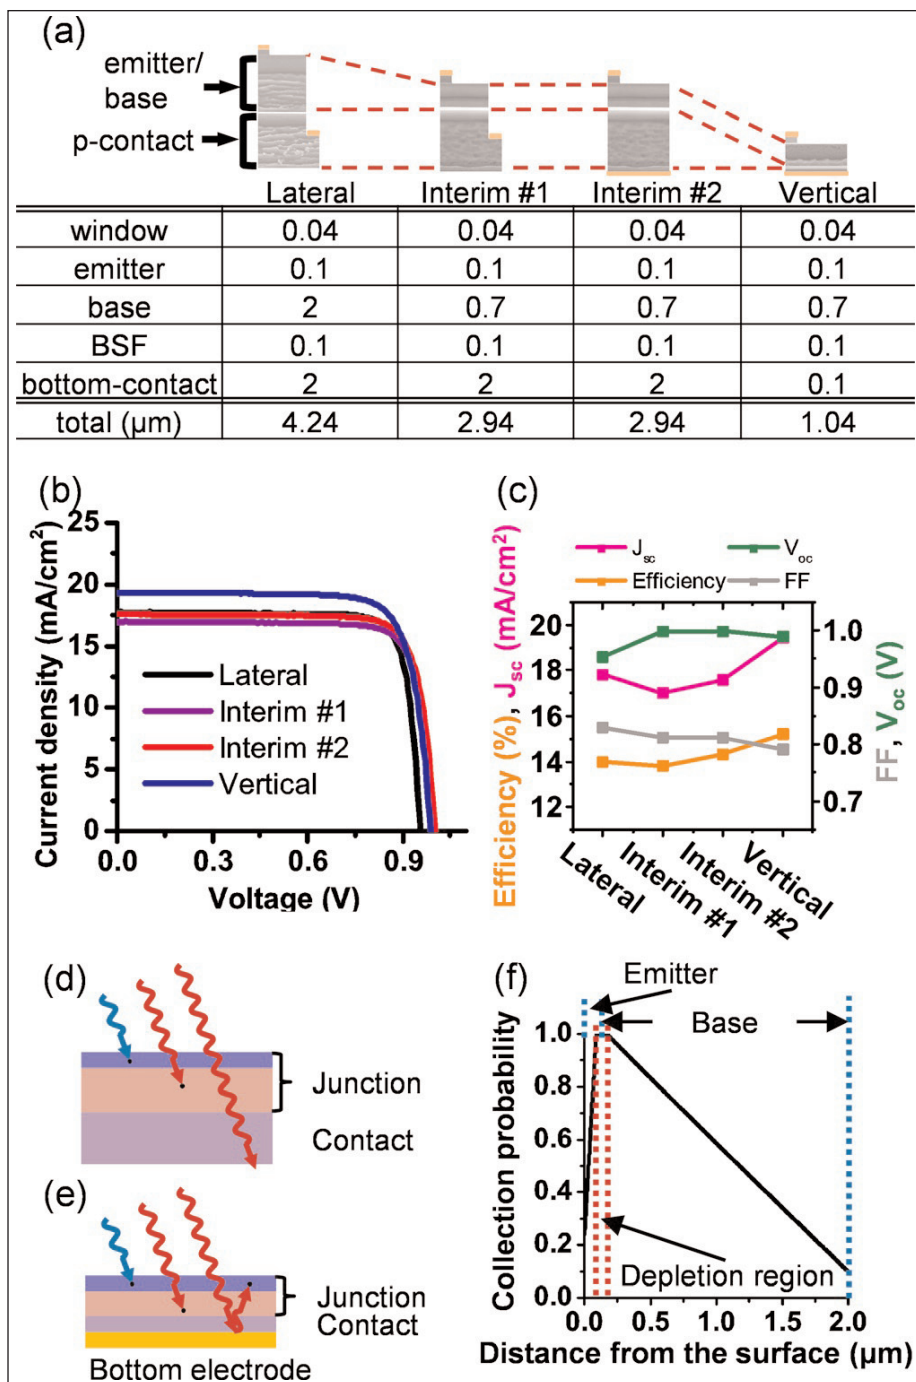 (a)
emitter/
base
p-contact
Lateral Interim #1 Interim #2 Vertical
window 0.04 0.04 0.04 0.04
emitter 0.1 0.1 0.1 0.1
base 2 0.7 0.7 0.7
BSF 0.1 0.1 0.1 0.1
bottom-contact 2 2 2 0.1
total (µm) 4.24 2.94 2.94 1.04
(b)
Current density (mA/cm²)
25
20
15
10
5
0
Lateral
Interim #1
Interim #2
Vertical
0.0 0.3 0.6 0.9
Voltage (V)
(c)
Jsc Voc
Efficiency FF
Efficiency (%), Jsc (mA/cm²)
20
18
16
14
12
1.0
0.9
0.8
0.7
FF, Voc (V)
Lateral
Interim #1
Interim #2
Vertical
(d)
Junction
Contact
(e)
Junction
Contact
Bottom electrode
(f)
Emitter
Base
Collection probability
1.0
0.8
0.6
0.4
0.2
0.0
Depletion region
0.0 0.5 1.0 1.5 2.0
Distance from the surface (µm)